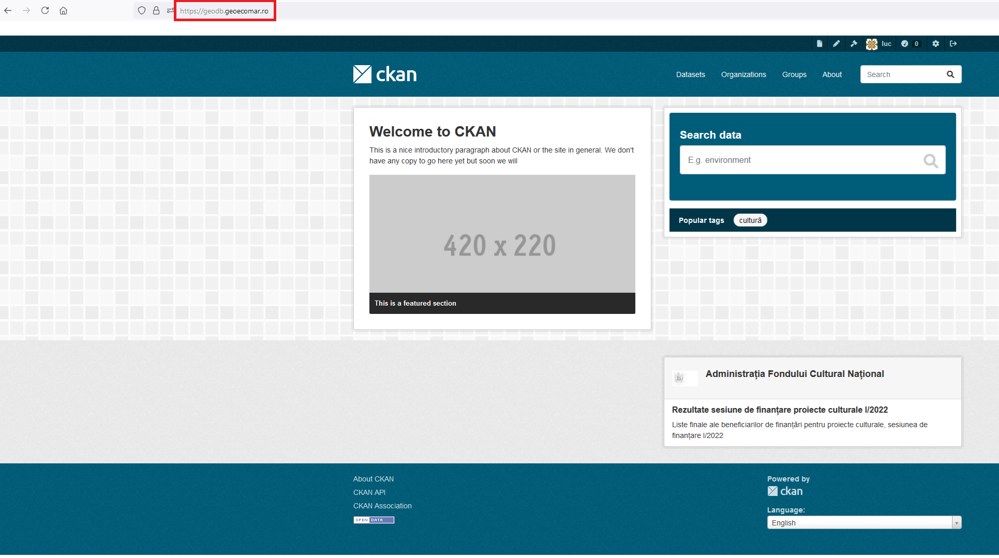 https://geodb.geoecomar.ro
luc
0
ckan
Datasets
Organizations
Groups
About
Search
Welcome to CKAN
This is a nice introductory paragraph about CKAN or the site in general. We don't
have any copy to go here yet but soon we will
420 x 220
This is a featured section
Search data
E.g. environment
Popular tags
cultură
Administrația Fondului Cultural Național
Rezultate sesiune de finanțare proiecte culturale I/2022
Liste finale ale beneficiarilor de finanțări pentru proiecte culturale, sesiunea de
finanțare I/2022
About CKAN
CKAN API
CKAN Association
OPEN DATA
Powered by
ckan
Language:
English